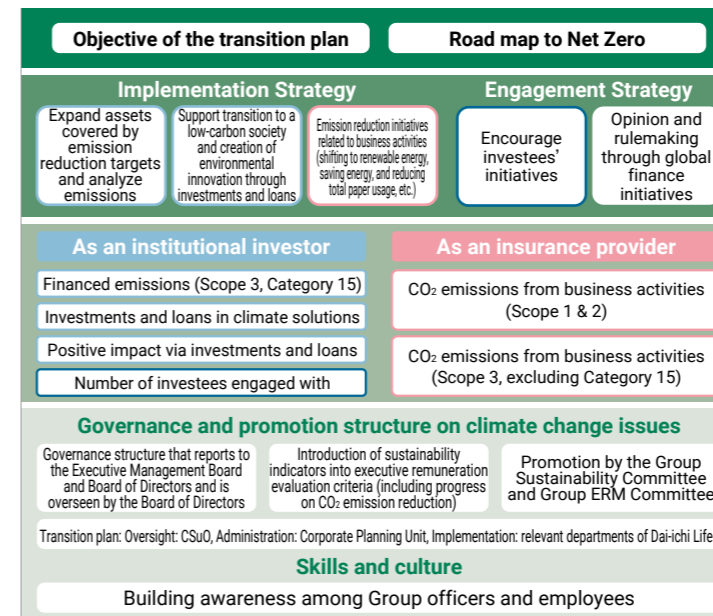 Objective of the transition plan
Road map to Net Zero
Implementation Strategy
Expand assets
covered by
emission
reduction targets
and analyze
emissions
Support transition to a
low-carbon society
and creation of
environmental
innovation through
investments and loans
Emission reduction initiatives
related to business activities
(shifting to renewable energy,
saving energy, and reducing
total paper usage, etc.)
Engagement Strategy
Encourage
investees'
initiatives
Opinion and
rulemaking
through global
finance
initiatives
As an institutional investor
Financed emissions (Scope 3, Category 15)
Investments and loans in climate solutions
Positive impact via investments and loans
Number of investees engaged with
As an insurance provider
CO₂ emissions from business activities
(Scope 1 & 2)
CO₂ emissions from business activities
(Scope 3, excluding Category 15)
Governance and promotion structure on climate change issues
Governance structure that reports to
the Executive Management Board
and Board of Directors and is
overseen by the Board of Directors
Introduction of sustainability
indicators into executive remuneration
evaluation criteria (including progress
on CO₂ emission reduction)
Promotion by the Group
Sustainability Committee
and Group ERM Committee
Transition plan: Oversight: CSuO, Administration: Corporate Planning Unit, Implementation: relevant departments of Dai-ichi Life
Skills and culture
Building awareness among Group officers and employees